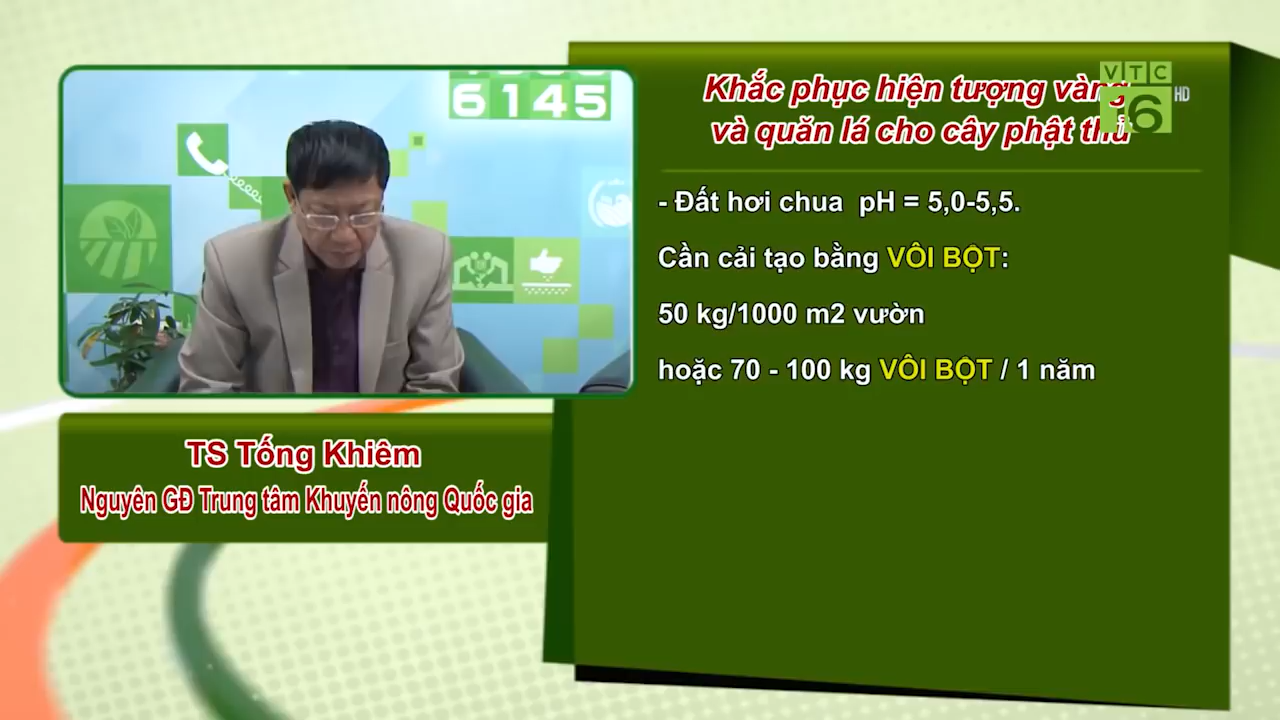 6145
TS Tống Khiêm
Nguyên GĐ Trung tâm Khuyến nông Quốc gia
VTC
16
HD
Khắc phục hiện tượng vàng
và quăn lá cho cây phật thủ
- Đất hơi chua pH = 5,0-5,5.
Cần cải tạo bằng VÔI BỘT:
50 kg/1000 m2 vườn
hoặc 70 - 100 kg VÔI BỘT / 1 năm